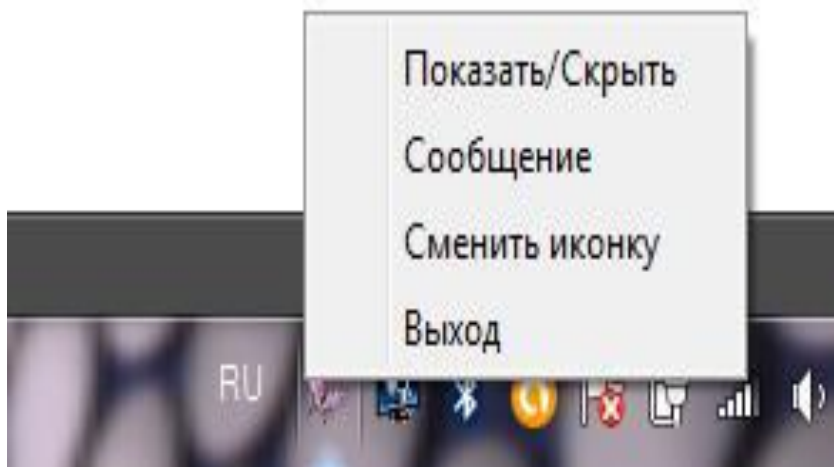 Показать/Скрыть
Сообщение
Сменить иконку
Выход
RU